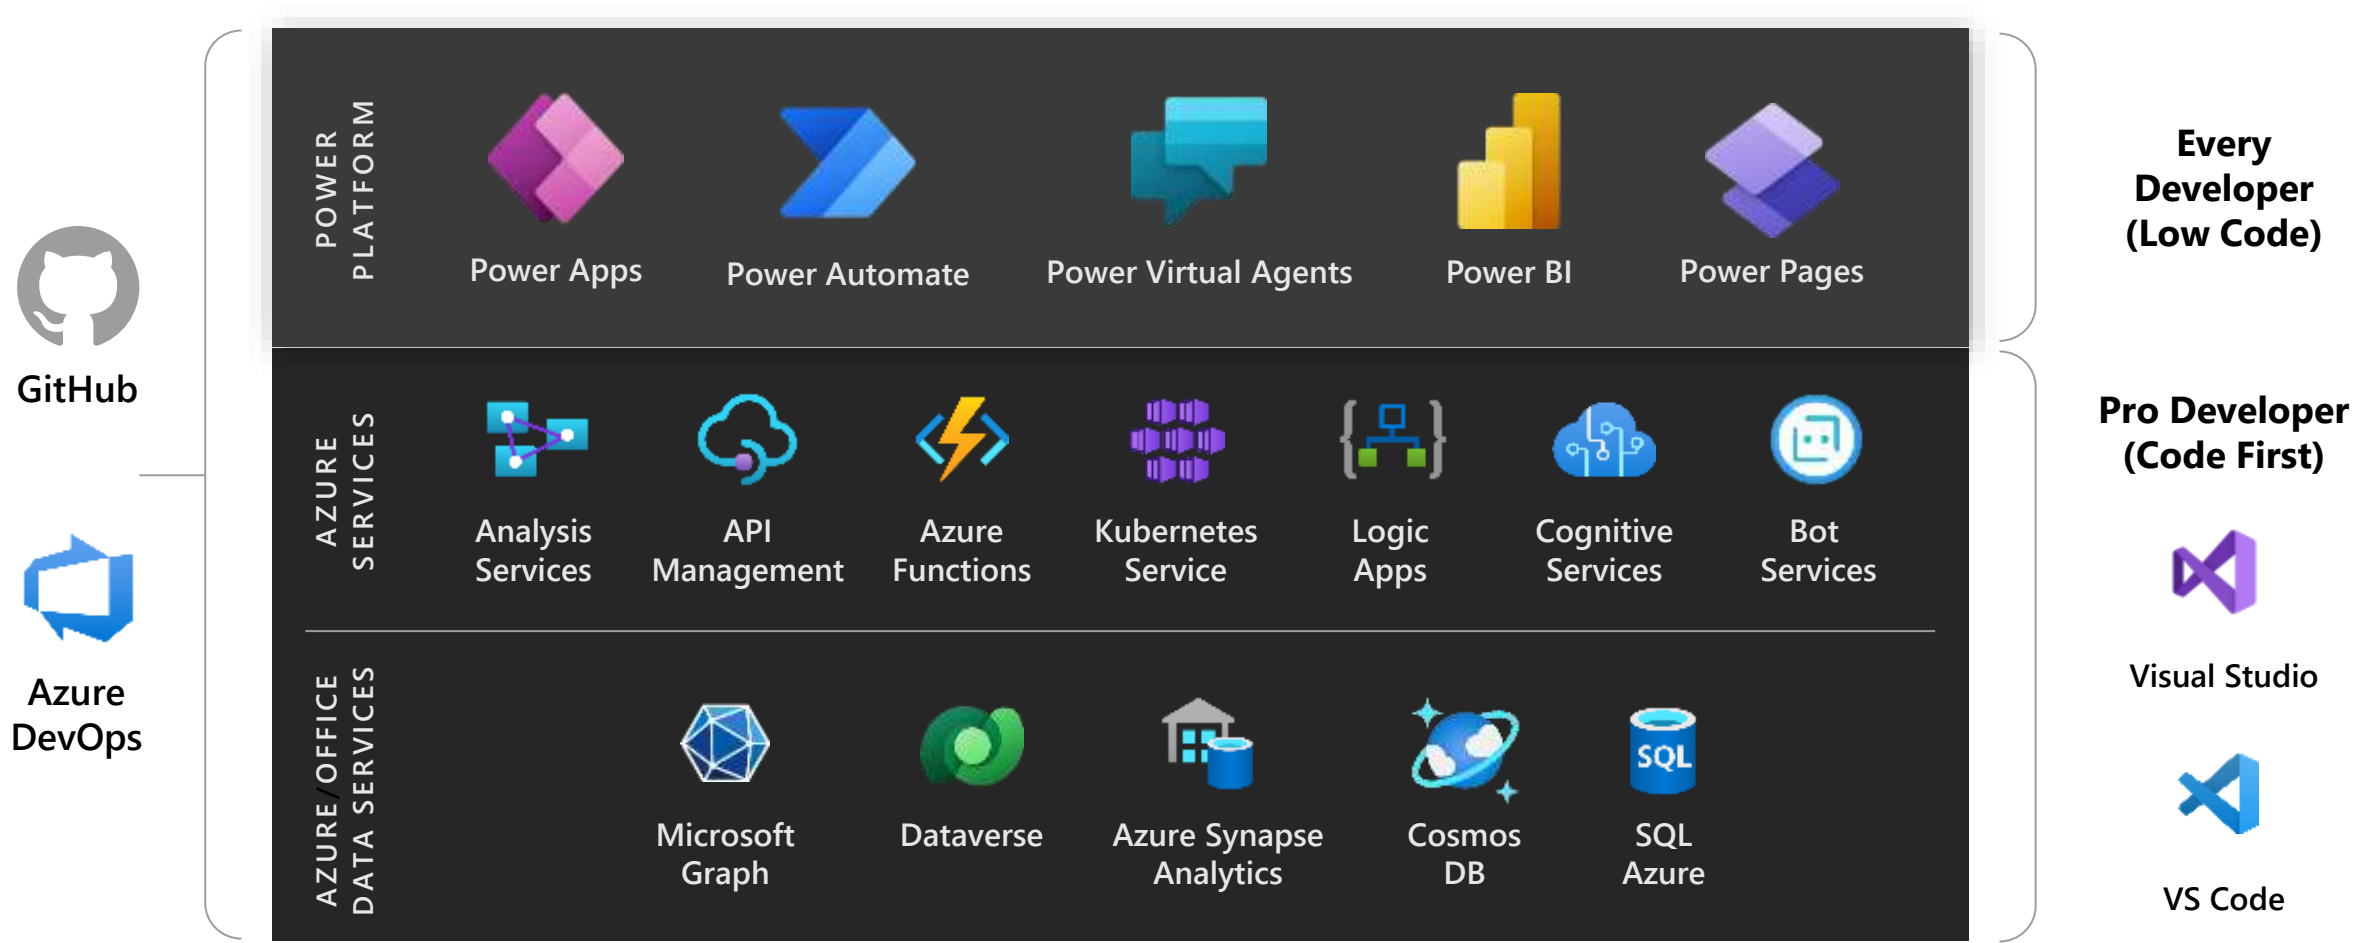 GitHub
Azure
DevOps
POWER
PLATFORM
Power Apps
Power Automate
Power Virtual Agents
Power BI
Power Pages
AZURE
SERVICES
Analysis
Services
API
Management
Azure
Functions
Kubernetes
Service
Logic
Apps
Cognitive
Services
Bot
Services
AZURE/OFFICE
DATA SERVICES
Microsoft
Graph
Dataverse
Azure Synapse
Analytics
Cosmos
DB
SQL
SQL
Azure
Every
Developer
(Low Code)
Pro Developer
(Code First)
Visual Studio
VS Code